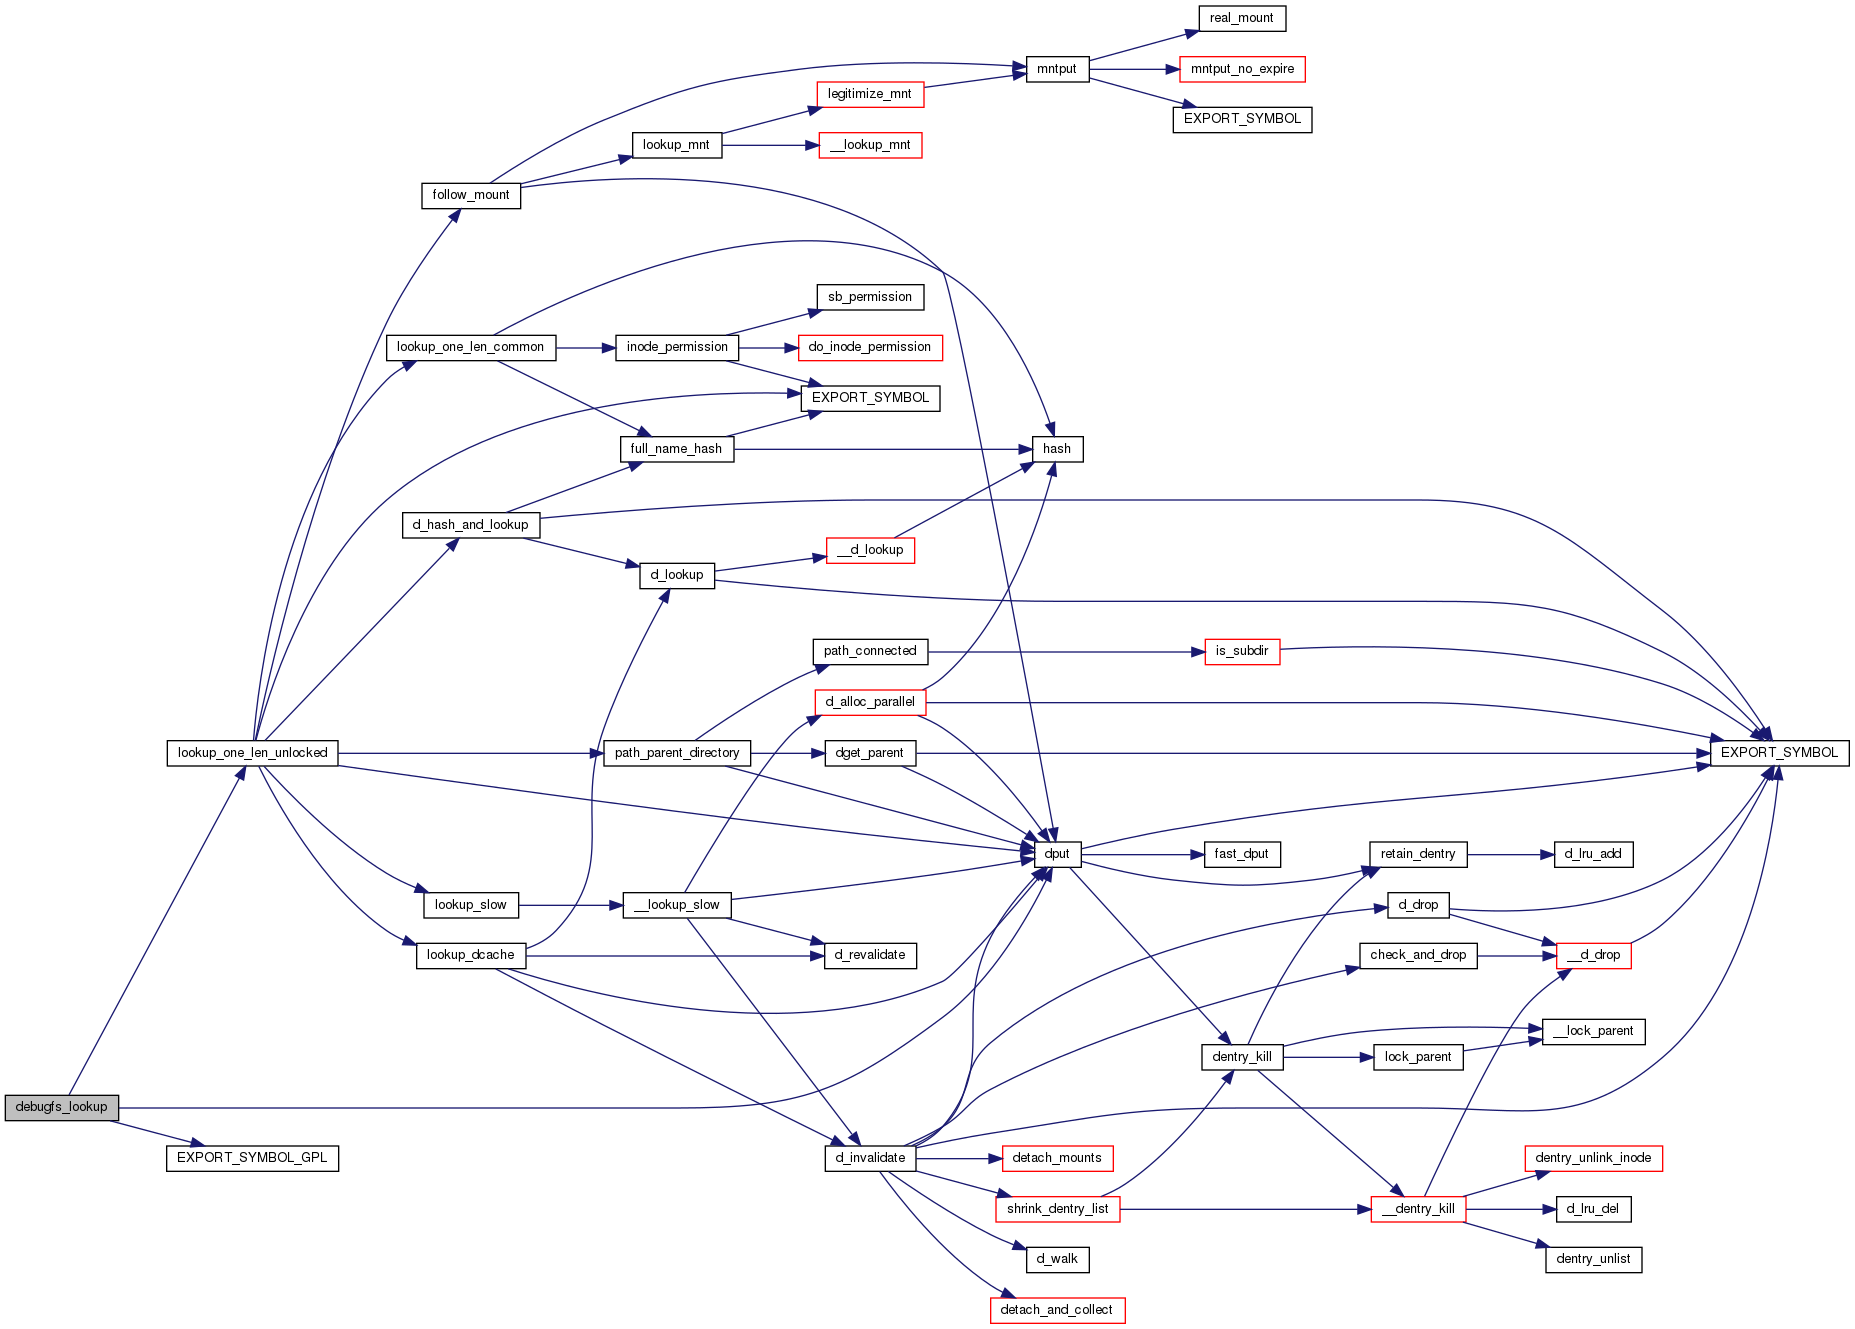 real_mount
mntput
mntput_no_expire
legitimize_mnt
EXPORT_SYMBOL
lookup_mnt
__lookup_mnt
follow_mount
sb_permission
lookup_one_len_common
inode_permission
do_inode_permission
EXPORT_SYMBOL
full_name_hash
hash
d_hash_and_lookup
__d_lookup
d_lookup
path_connected
is_subdir
d_alloc_parallel
lookup_one_len_unlocked
path_parent_directory
dget_parent
EXPORT_SYMBOL
dput
fast_dput
retain_dentry
d_lru_add
lookup_slow
__lookup_slow
d_drop
lookup_dcache
d_revalidate
check_and_drop
__d_drop
__lock_parent
dentry_kill
lock_parent
debugfs_lookup
EXPORT_SYMBOL_GPL
d_invalidate
detach_mounts
dentry_unlink_inode
shrink_dentry_list
__dentry_kill
d_lru_del
d_walk
dentry_unlist
detach_and_collect